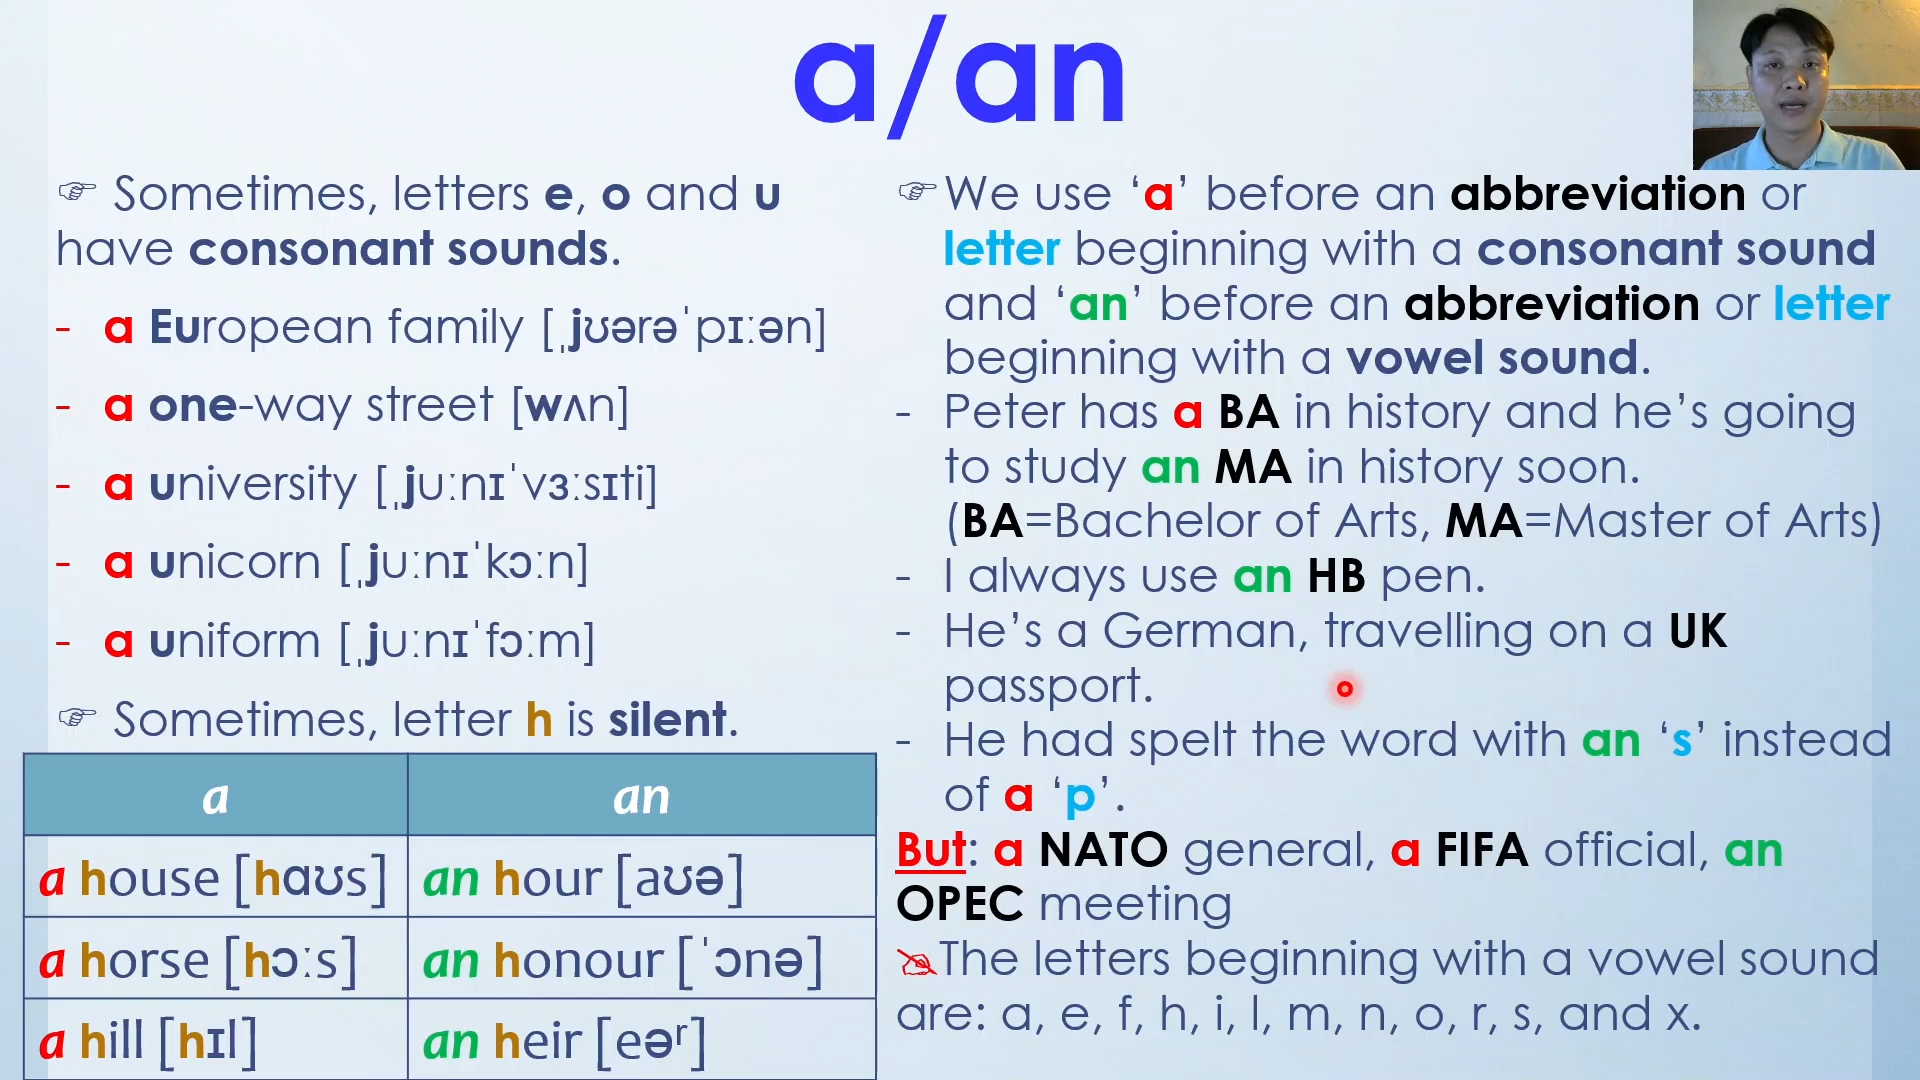 a/an
☞ Sometimes, letters e, o and u
have consonant sounds.
- a European family [ˌjʊərəˈpɪːən]
- a one-way street [wʌn]
- a university [ˌjuːnɪˈvɜːsɪti]
- a unicorn [ˌjuːnɪˈkɔːn]
- a uniform [ˌjuːnɪˈfɔːm]
☞ Sometimes, letter h is silent.
a an
a house [hɑʊs] an hour [aʊə]
a horse [hɔːs] an honour [ˈɔnə]
a hill [hɪl] an heir [eəʳ]
☞ We use ‘a’ before an abbreviation or
letter beginning with a consonant sound
and ‘an’ before an abbreviation or letter
beginning with a vowel sound.
- Peter has a BA in history and he’s going
to study an MA in history soon.
(BA=Bachelor of Arts, MA=Master of Arts)
- I always use an HB pen.
- He’s a German, travelling on a UK
passport.
- He had spelt the word with an ‘s’ instead
of a ‘p’.
But: a NATO general, a FIFA official, an
OPEC meeting
The letters beginning with a vowel sound
are: a, e, f, h, i, l, m, n, o, r, s, and x.